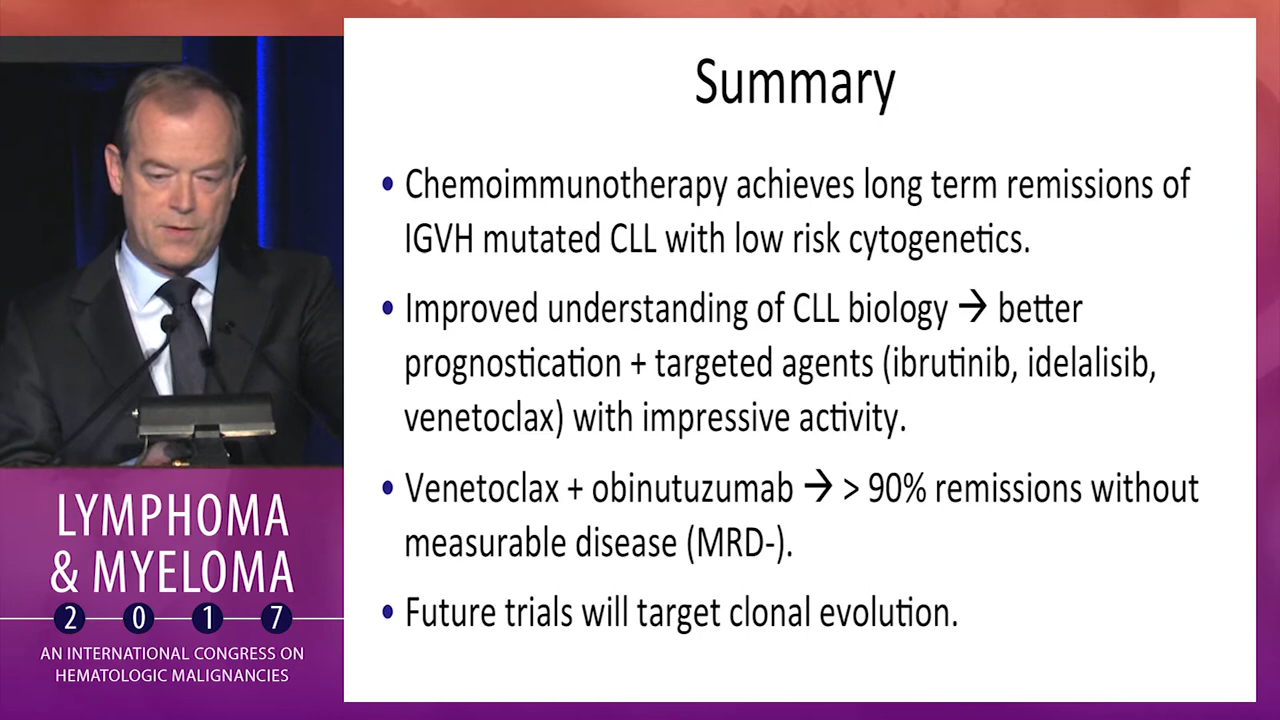 Summary
• Chemoimmunotherapy achieves long term remissions of
IGVH mutated CLL with low risk cytogenetics.
• Improved understanding of CLL biology → better
prognostication + targeted agents (ibrutinib, idelalisib,
venetoclax) with impressive activity.
• Venetoclax + obinutuzumab → > 90% remissions without
measurable disease (MRD-).
• Future trials will target clonal evolution.
LYMPHOMA
& MYELOMA
2 0 1 7
AN INTERNATIONAL CONGRESS ON
HEMATOLOGIC MALIGNANCIES